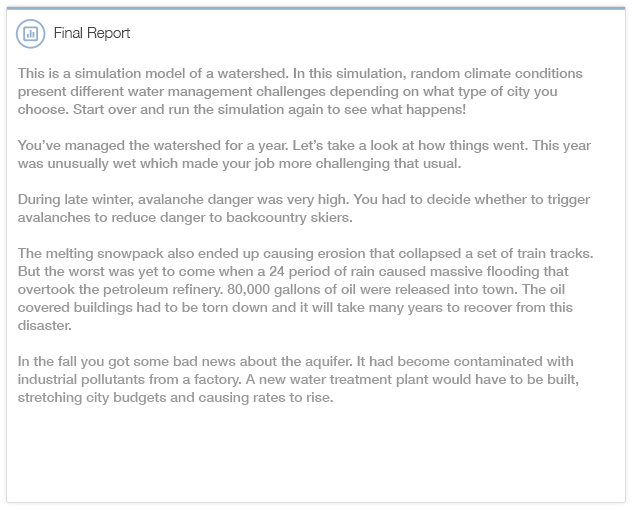 Final Report
This is a simulation model of a watershed. In this simulation, random climate conditions
present different water management challenges depending on what type of city you
choose. Start over and run the simulation again to see what happens!
You've managed the watershed for a year. Let's take a look at how things went. This year
was unusually wet which made your job more challenging that usual.
During late winter, avalanche danger was very high. You had to decide whether to trigger
avalanches to reduce danger to backcountry skiers.
The melting snowpack also ended up causing erosion that collapsed a set of train tracks.
But the worst was yet to come when a 24 period of rain caused massive flooding that
overtook the petroleum refinery. 80,000 gallons of oil were released into town. The oil
covered buildings had to be torn down and it will take many years to recover from this
disaster.
In the fall you got some bad news about the aquifer. It had become contaminated with
industrial pollutants from a factory. A new water treatment plant would have to be built,
stretching city budgets and causing rates to rise.